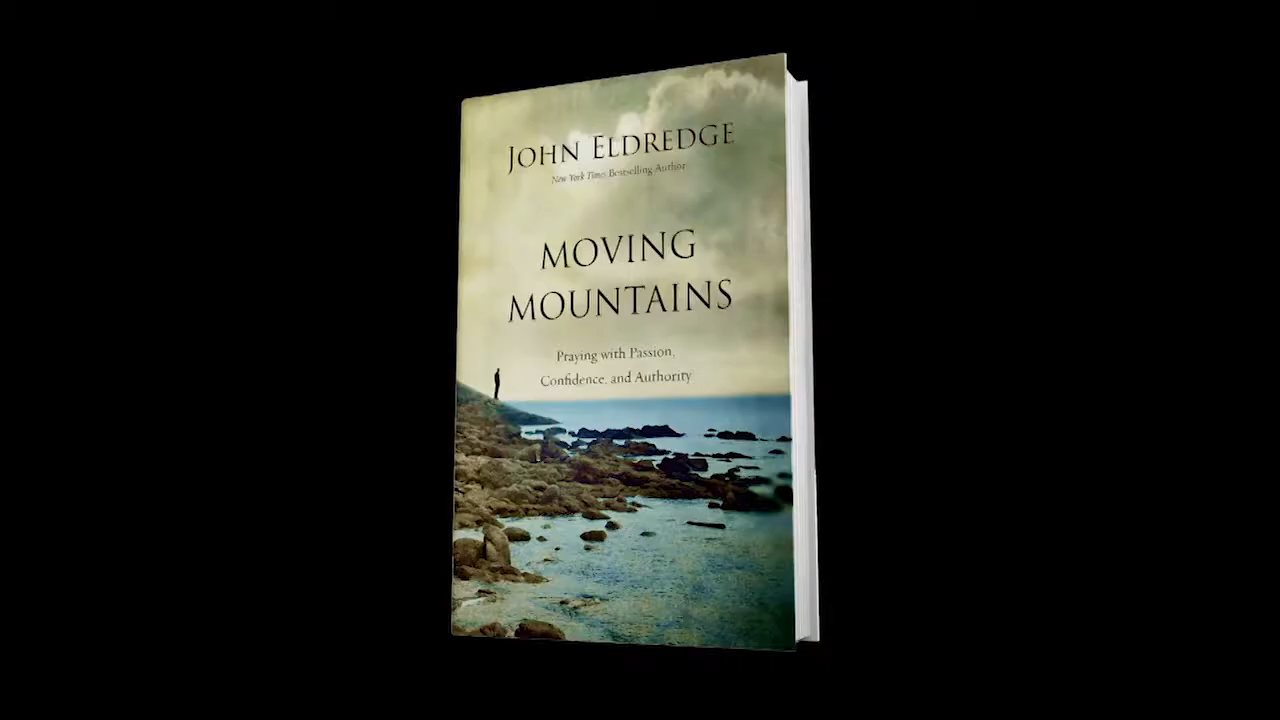 JOHN ELDREDGE
New York Times Bestselling Author
MOVING
MOUNTAINS
Praying with Passion,
Confidence, and Authority